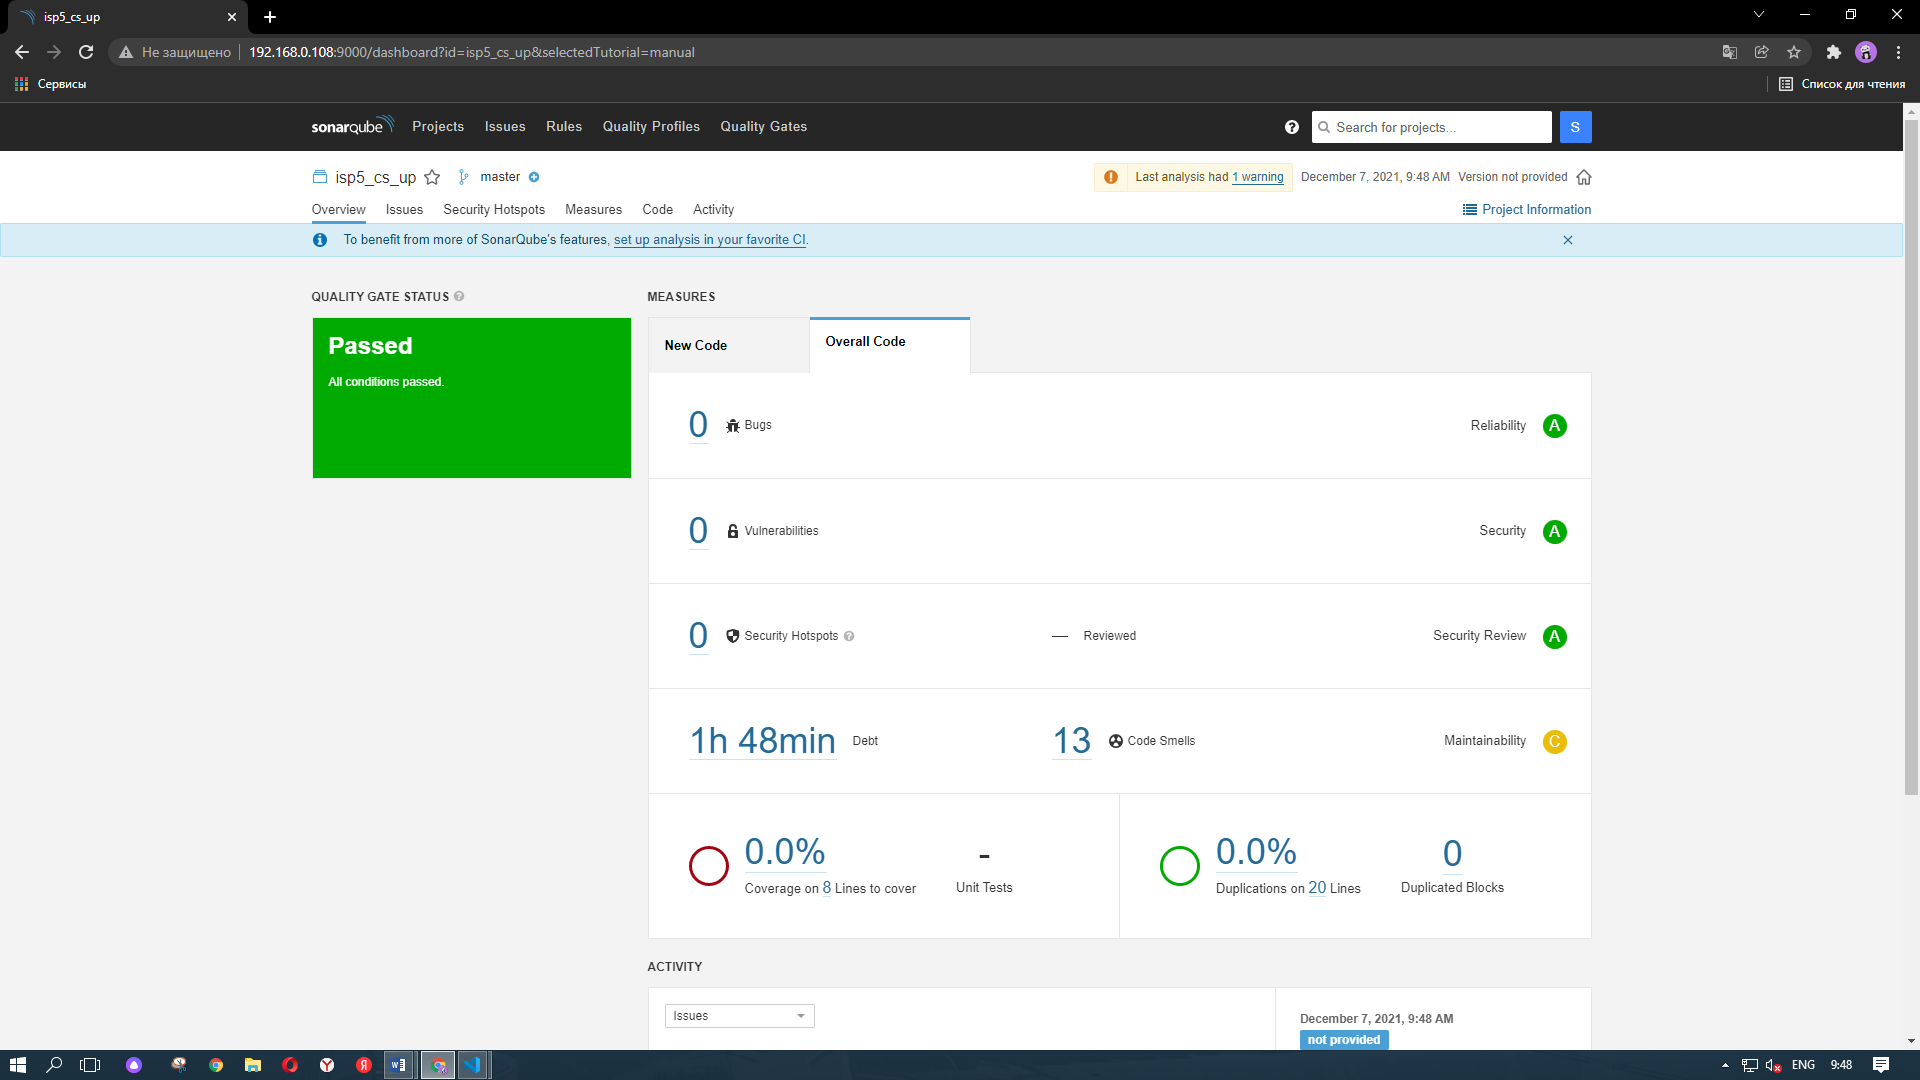 isp5_cs_up
Не защищено 192.168.0.108:9000/dashboard?id=isp5_cs_up&selectedTutorial=manual
Сервисы
Список для чтения
sonarqube Projects Issues Rules Quality Profiles Quality Gates Search for projects... S
isp5_cs_up master Last analysis had 1 warning December 7, 2021, 9:48 AM Version not provided
Overview Issues Security Hotspots Measures Code Activity Project Information
To benefit from more of SonarQube's features, set up analysis in your favorite CI.
QUALITY GATE STATUS
Passed
All conditions passed.
MEASURES
New Code
Overall Code
0 Bugs Reliability A
0 Vulnerabilities Security A
0 Security Hotspots — Reviewed Security Review A
1h 48min Debt 13 Code Smells Maintainability C
0.0%
Coverage on 8 Lines to cover
-
Unit Tests
0.0%
Duplications on 20 Lines
0
Duplicated Blocks
ACTIVITY
Issues
December 7, 2021, 9:48 AM
not provided
ENG 9:48